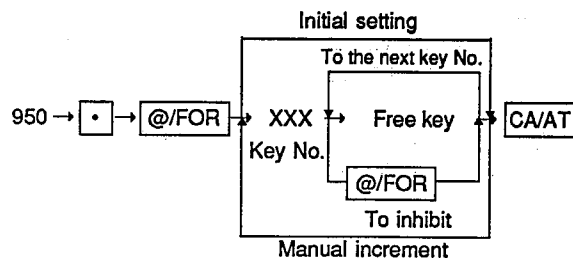 Initial setting
To the next key No.
950 → • → @/FOR → XXX → Free key → CA/AT
Key No.
@/FOR
To inhibit
Manual increment